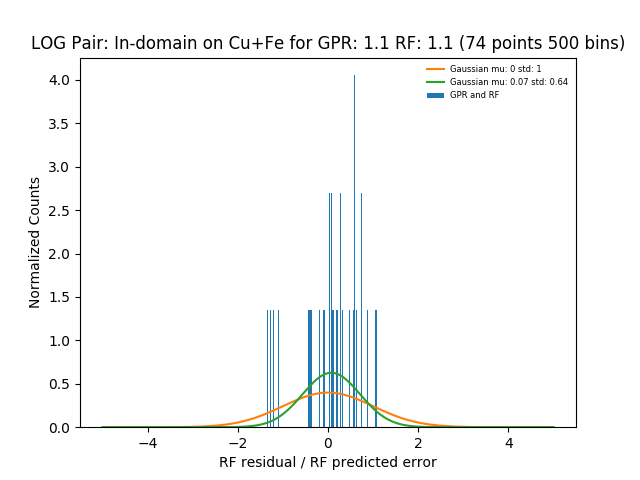 LOG Pair: In-domain on Cu+Fe for GPR: 1.1 RF: 1.1 (74 points 500 bins)
Gaussian mu: 0 std: 1
Gaussian mu: 0.07 std: 0.64
GPR and RF
Normalized Counts
4.0
3.5
3.0
2.5
2.0
1.5
1.0
0.5
0.0
−4 −2 0 2 4
RF residual / RF predicted error